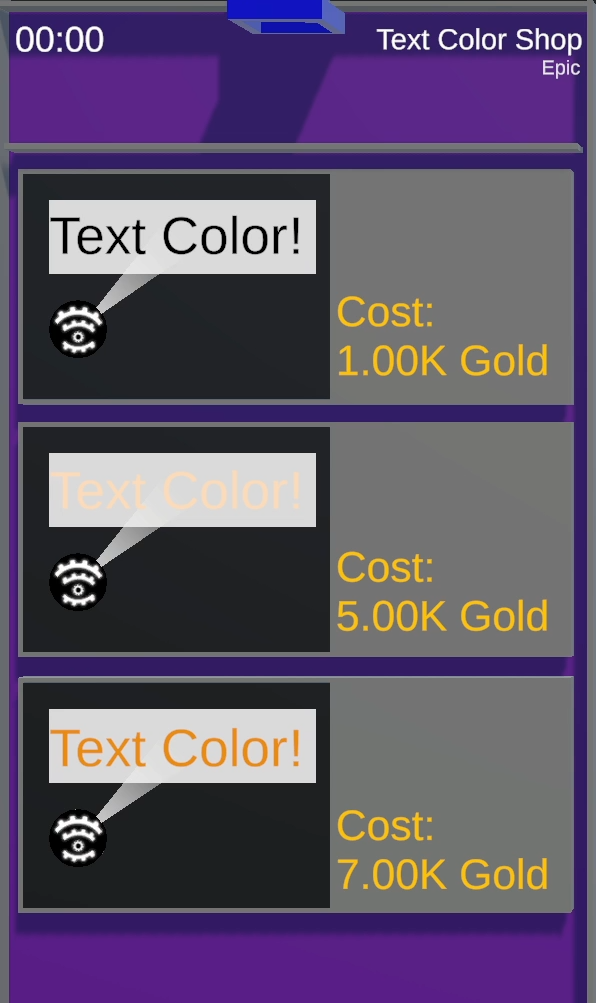 00:00
Text Color Shop
Epic
Text Color!
Cost:
1.00K Gold
Text Color!
Cost:
5.00K Gold
Text Color!
Cost:
7.00K Gold